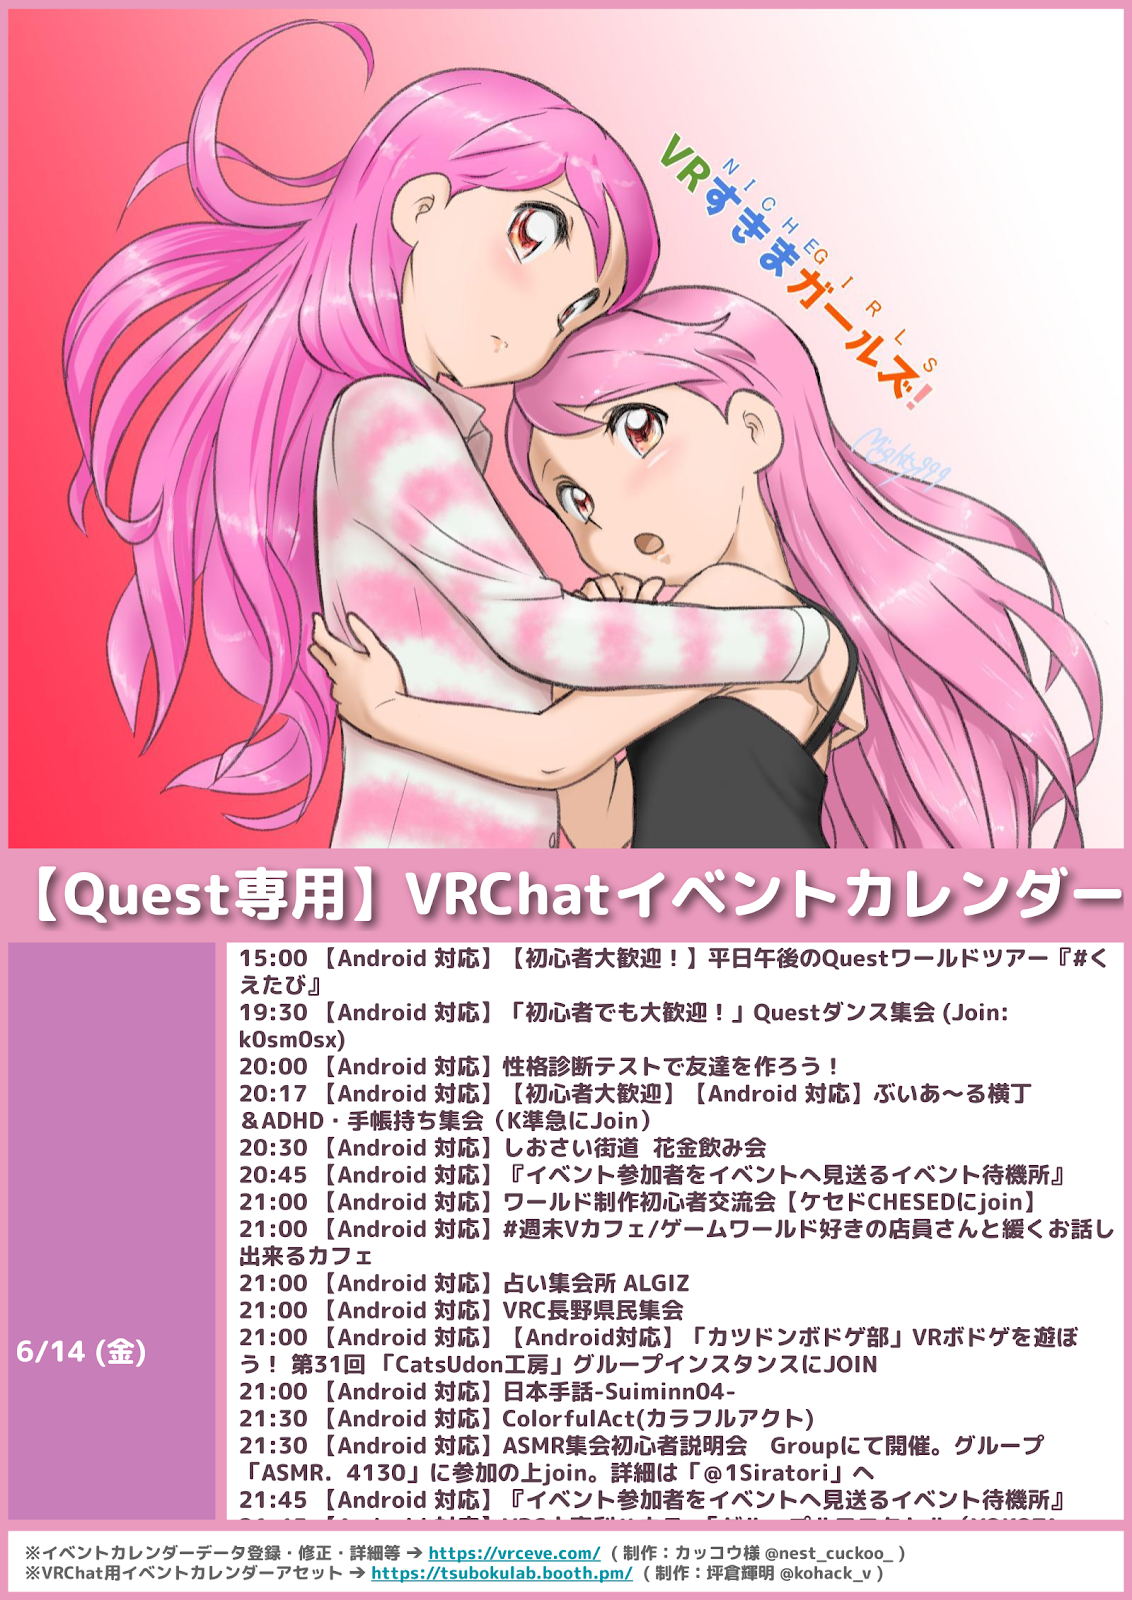 NICHE GIRLS
VRすきまガールズ!
Mighty999
【Quest専用】VRChatイベントカレンダー
6/14 (金)
15:00 【Android 対応】【初心者大歓迎！】平日午後のQuestワールドツアー『#く
えたび』
19:30 【Android 対応】「初心者でも大歓迎！」Questダンス集会 (Join:
k0sm0sx)
20:00 【Android 対応】性格診断テストで友達を作ろう！
20:17 【Android 対応】【初心者大歓迎】【Android 対応】ぶいあ〜る横丁
＆ADHD・手帳持ち集会（K準急にJoin）
20:30 【Android 対応】しおさい街道 花金飲み会
20:45 【Android 対応】『イベント参加者をイベントへ見送るイベント待機所』
21:00 【Android 対応】ワールド制作初心者交流会【ケセドCHESEDにjoin】
21:00 【Android 対応】#週末Vカフェ/ゲームワールド好きの店員さんと緩くお話し
出来るカフェ
21:00 【Android 対応】占い集会所 ALGIZ
21:00 【Android 対応】VRC長野県民集会
21:00 【Android 対応】【Android対応】「カツドンボドゲ部」VRボドゲを遊ぼ
う！ 第31回 「CatsUdon工房」グループインスタンスにJOIN
21:00 【Android 対応】日本手話-Suiminn04-
21:30 【Android 対応】ColorfulAct(カラフルアクト)
21:30 【Android 対応】ASMR集会初心者説明会　Groupにて開催。グループ
「ASMR．4130」に参加の上join。詳細は「＠1Siratori」へ
21:45 【Android 対応】『イベント参加者をイベントへ見送るイベント待機所』
※イベントカレンダーデータ登録・修正・詳細等 → https://vrceve.com/ ( 制作：カッコウ様 @nest_cuckoo_ )
※VRChat用イベントカレンダーアセット → https://tsubokulab.booth.pm/ ( 制作：坪倉輝明 @kohack_v )